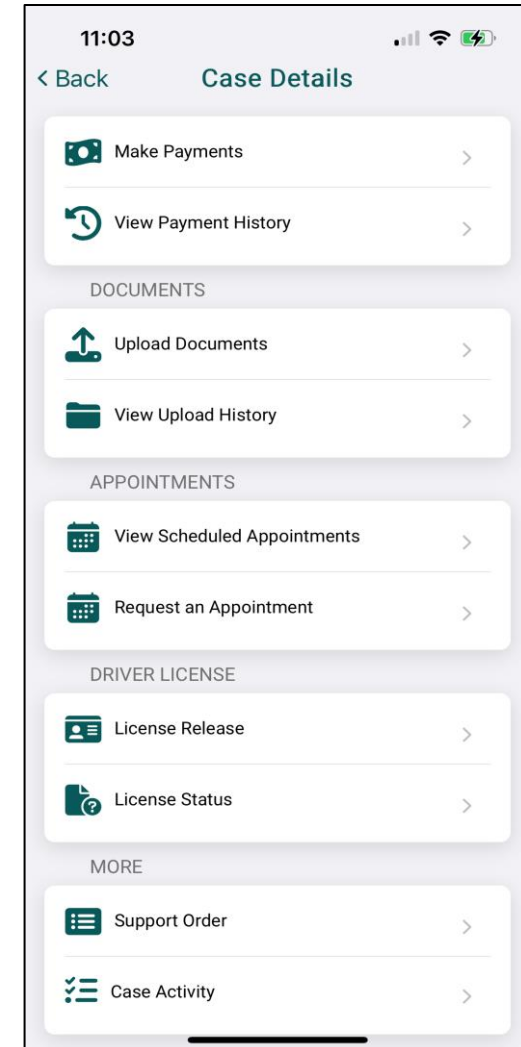 11:03
Back Case Details
Make Payments
View Payment History
DOCUMENTS
Upload Documents
View Upload History
APPOINTMENTS
View Scheduled Appointments
Request an Appointment
DRIVER LICENSE
License Release
License Status
MORE
Support Order
Case Activity